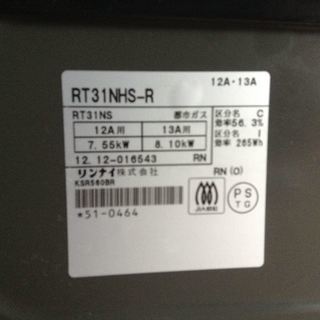 12A・13A
RT31NHS-R
RT31NS 都市ガス
12A用 13A用
7.55kW 8.10kW
区分名 C
効率56.3%
区分名 I
効率 265Wh
12.12-016543 RN
リンナイ株式会社 RN (O)
KSR560BR
*51-0464
JIA
PS
TG